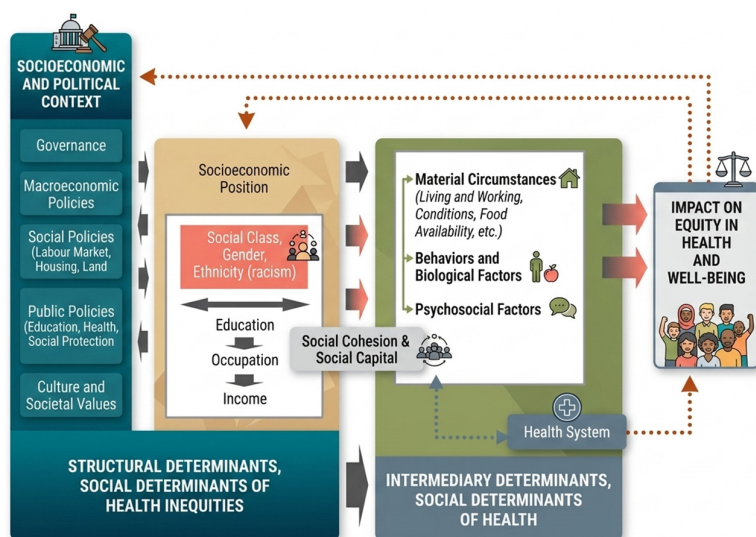 SOCIOECONOMIC
AND POLITICAL
CONTEXT
Governance
Macroeconomic
Policies
Social Policies
(Labour Market,
Housing, Land
Public Policies
(Education, Health,
Social Protection
Culture and
Societal Values
Socioeconomic
Position
Social Class,
Gender,
Ethnicity (racism)
Education
Occupation
Income
Social Cohesion &
Social Capital
Material Circumstances
(Living and Working,
Conditions, Food
Availability, etc.)
Behaviors and
Biological Factors
Psychosocial Factors
Health System
IMPACT ON
EQUITY IN
HEALTH
AND
WELL-BEING
STRUCTURAL DETERMINANTS,
SOCIAL DETERMINANTS OF
HEALTH INEQUITIES
INTERMEDIARY DETERMINANTS,
SOCIAL DETERMINANTS
OF HEALTH